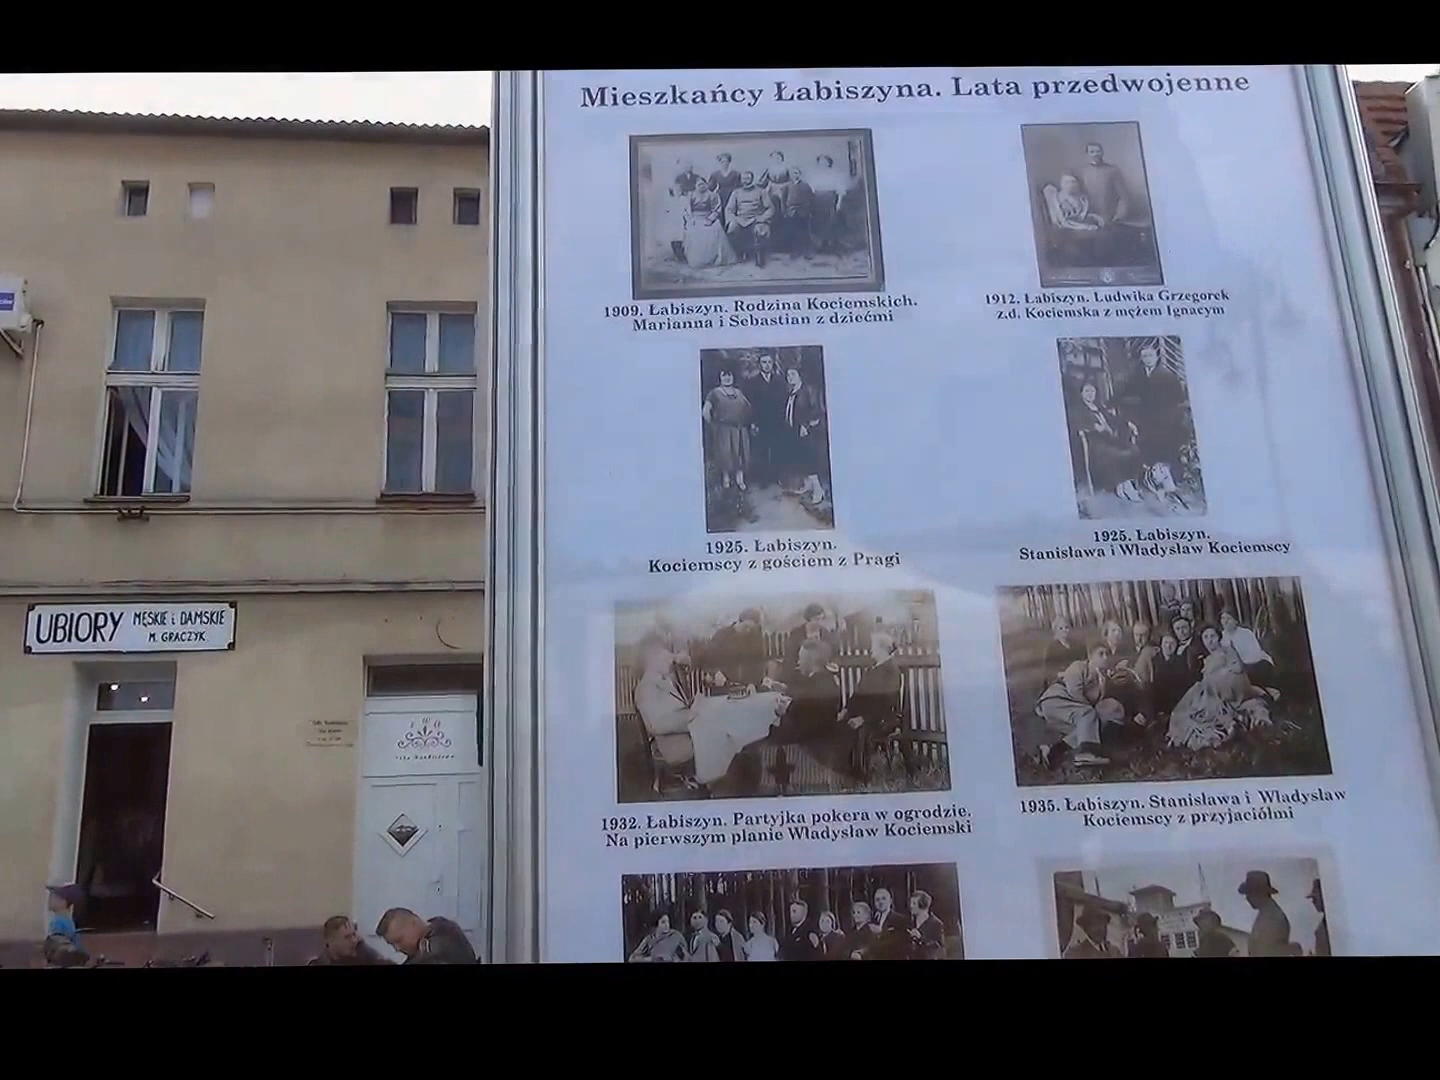 Mieszkańcy Łabiszyna. Lata przedwojenne
1909. Łabiszyn. Rodzina Kociemskich.
Marianna i Sebastian z dziećmi
1912. Łabiszyn. Ludwika Grzegorek
z.d. Kociemska z mężem Ignacym
1925. Łabiszyn.
Kociemscy z gościem z Pragi
1925. Łabiszyn.
Stanisława i Władysław Kociemscy
1932. Łabiszyn. Partyjka pokera w ogrodzie.
Na pierwszym planie Władysław Kociemski
1935. Łabiszyn. Stanisława i Władysław
Kociemscy z przyjaciółmi
UBIORY MĘSKIE i DAMSKIE
M. GRACZYK